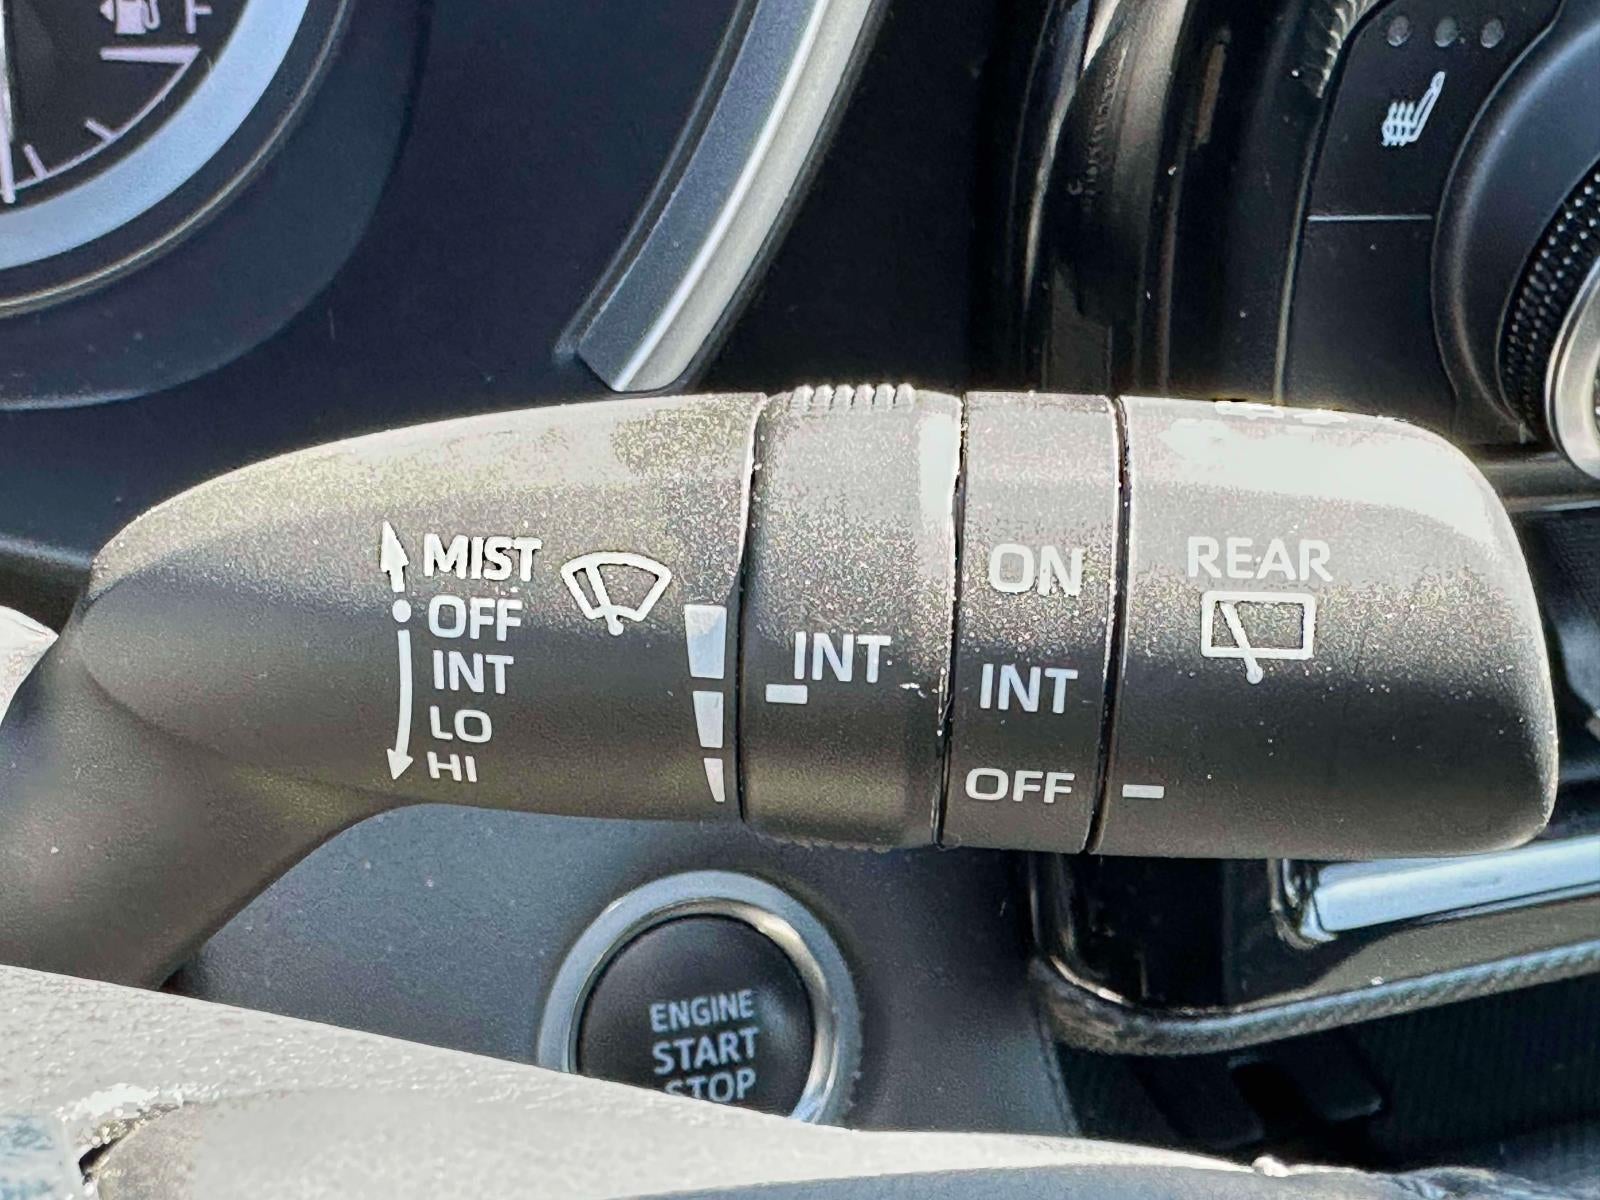 F
MIST
OFF
INT
LO
HI
INT
ON
INT
OFF
REAR
ENGINE
START
STOP